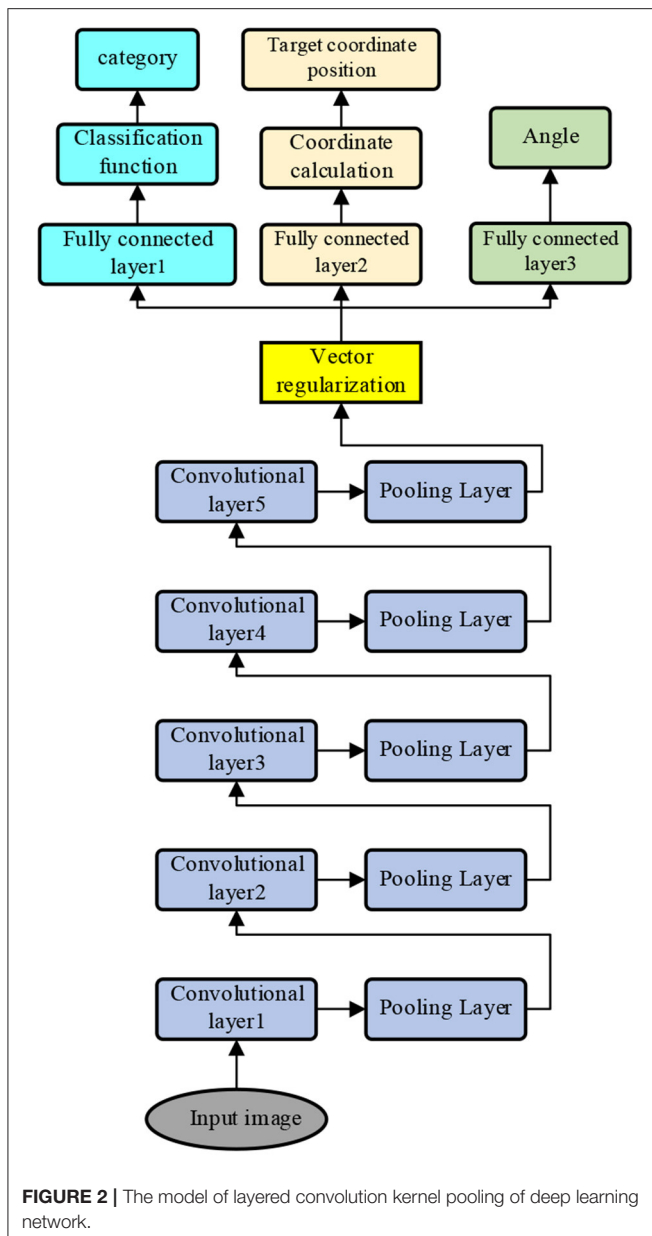 category
Target coordinate
position
Classification
function
Coordinate
calculation
Angle
Fully connected
layer1
Fully connected
layer2
Fully connected
layer3
Vector
regularization
Convolutional
layer5
Pooling Layer
Convolutional
layer4
Pooling Layer
Convolutional
layer3
Pooling Layer
Convolutional
layer2
Pooling Layer
Convolutional
layer1
Pooling Layer
Input image
FIGURE 2 | The model of layered convolution kernel pooling of deep learning
network.